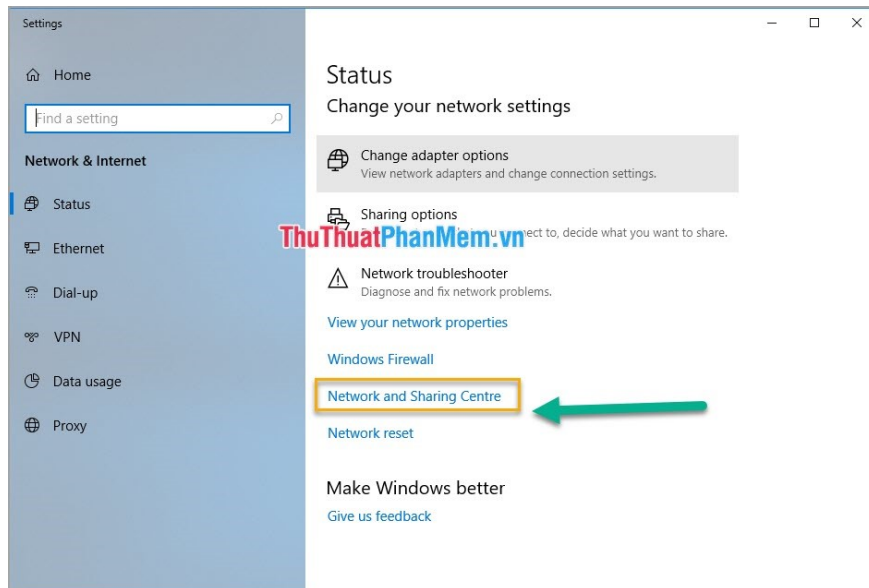 Settings
Home
Find a setting
Network & Internet
Status
Ethernet
Dial-up
VPN
Data usage
Proxy
Status
Change your network settings
Change adapter options
View network adapters and change connection settings.
Sharing options
ect to, decide what you want to share.
ThuThuatPhanMem.vn
Network troubleshooter
Diagnose and fix network problems.
View your network properties
Windows Firewall
Network and Sharing Centre
Network reset
Make Windows better
Give us feedback